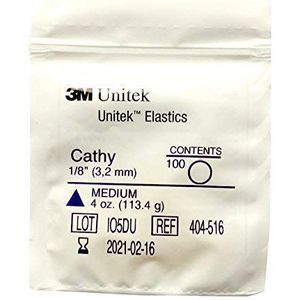 3M Unitek
Unitek™ Elastics
Cathy
1/8" (3,2 mm)
CONTENTS
100
MEDIUM
4 oz. (113.4 g)
LOT IO5DU REF 404-516
2021-02-16